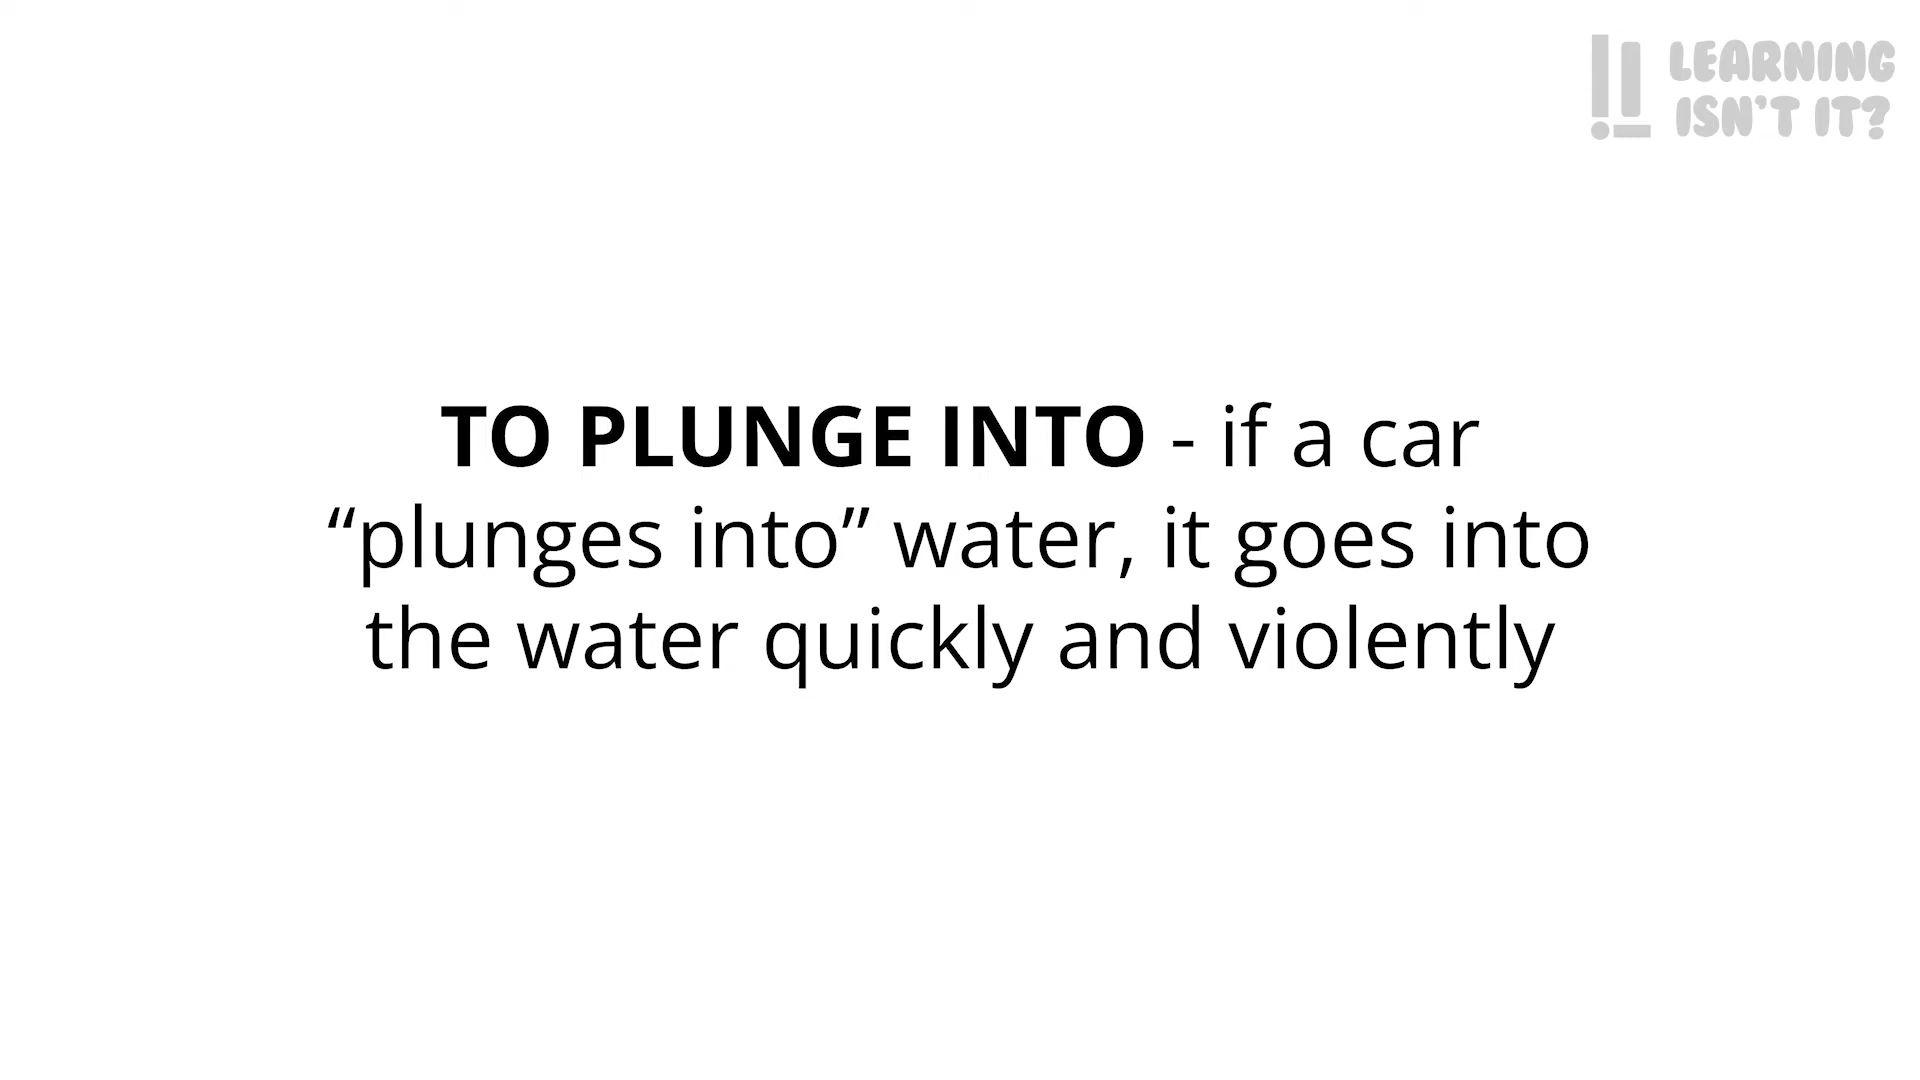 LEARNING
ISN'T IT?
TO PLUNGE INTO - if a car
“plunges into” water, it goes into
the water quickly and violently